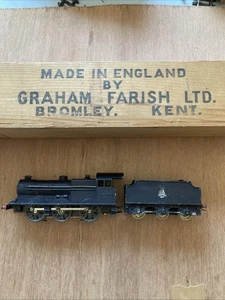 MADE IN ENGLAND
BY
GRAHAM FARISH LTD.
BROMLEY. KENT.